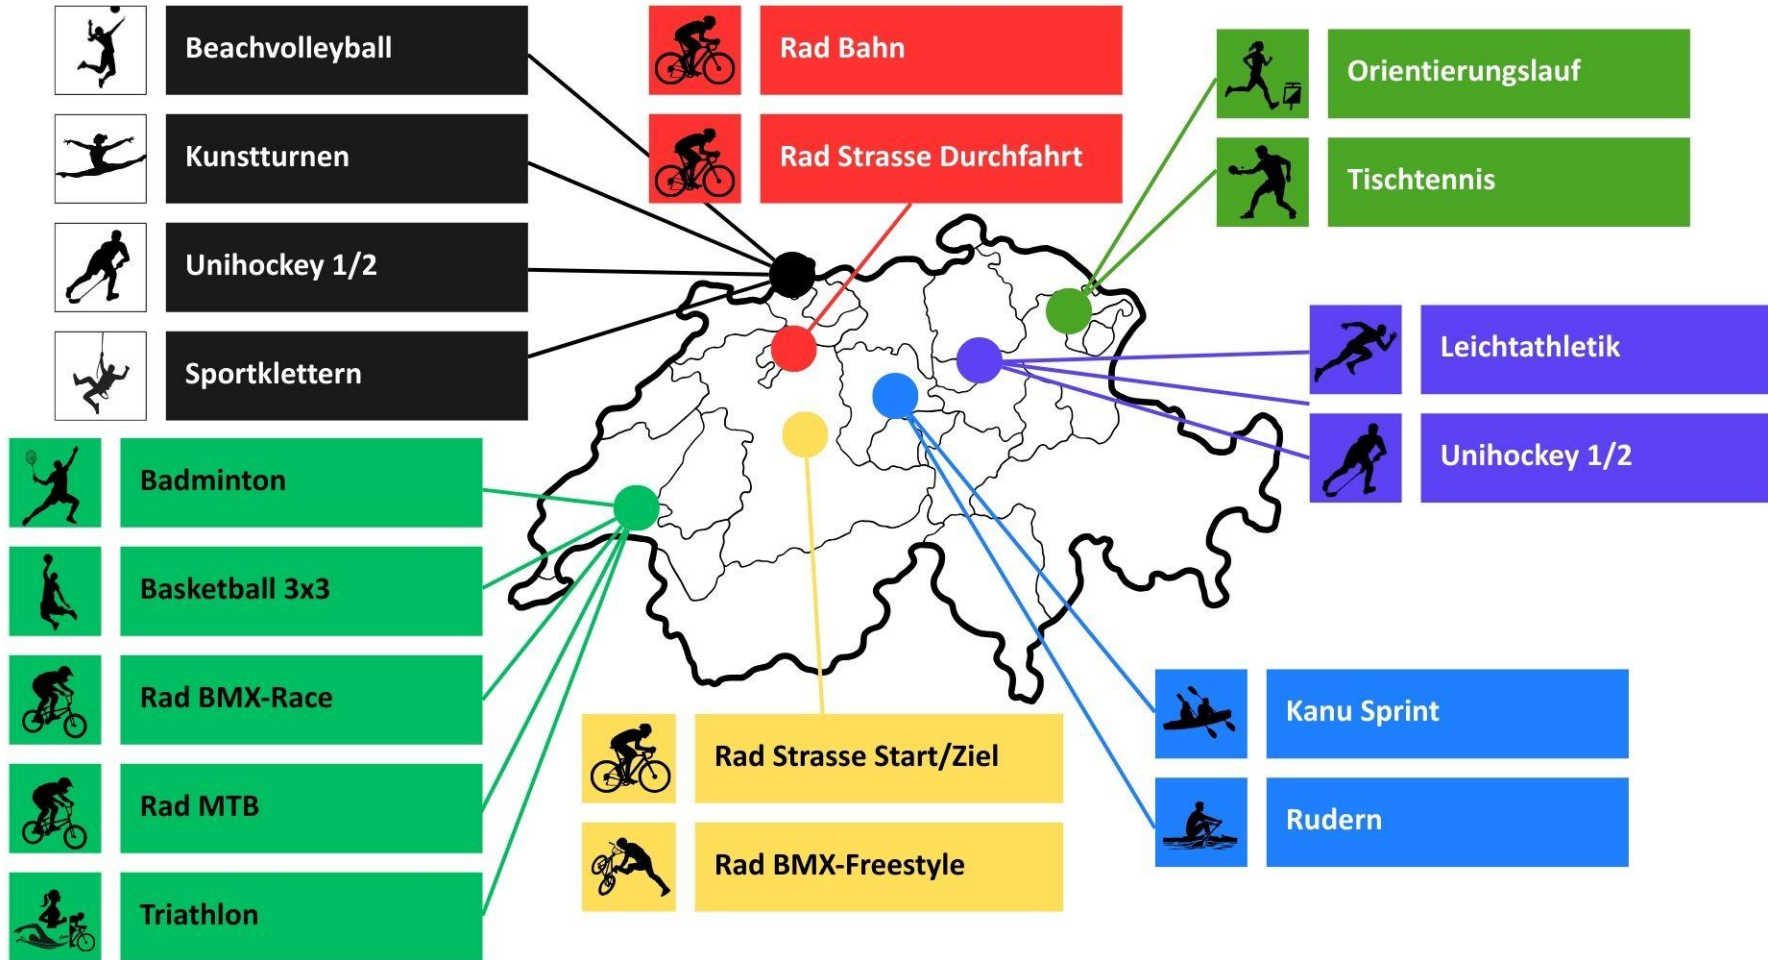 Beachvolleyball
Kunstturnen
Unihockey 1/2
Sportklettern
Rad Bahn
Rad Strasse Durchfahrt
Orientierungslauf
Tischtennis
Leichtathletik
Unihockey 1/2
Badminton
Basketball 3x3
Rad BMX-Race
Rad MTB
Triathlon
Rad Strasse Start/Ziel
Rad BMX-Freestyle
Kanu Sprint
Rudern